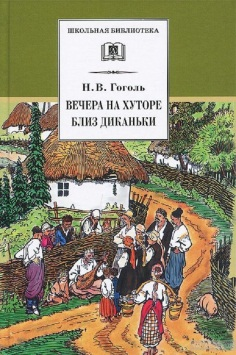 ШКОЛЬНАЯ БИБЛИОТЕКА
Н.В. Гоголь
ВЕЧЕРА НА ХУТОРЕ
БЛИЗ ДИКАНЬКИ